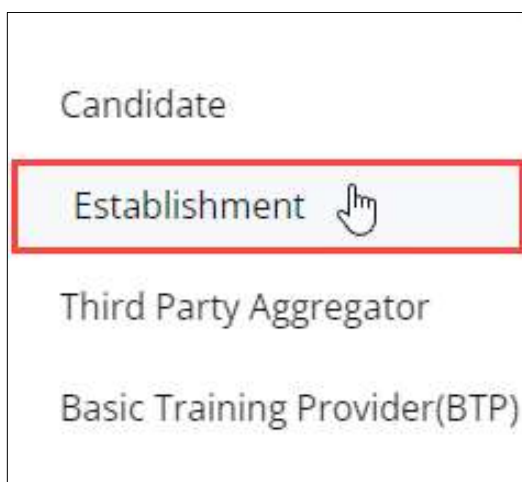 Candidate
Establishment
Third Party Aggregator
Basic Training Provider(BTP)